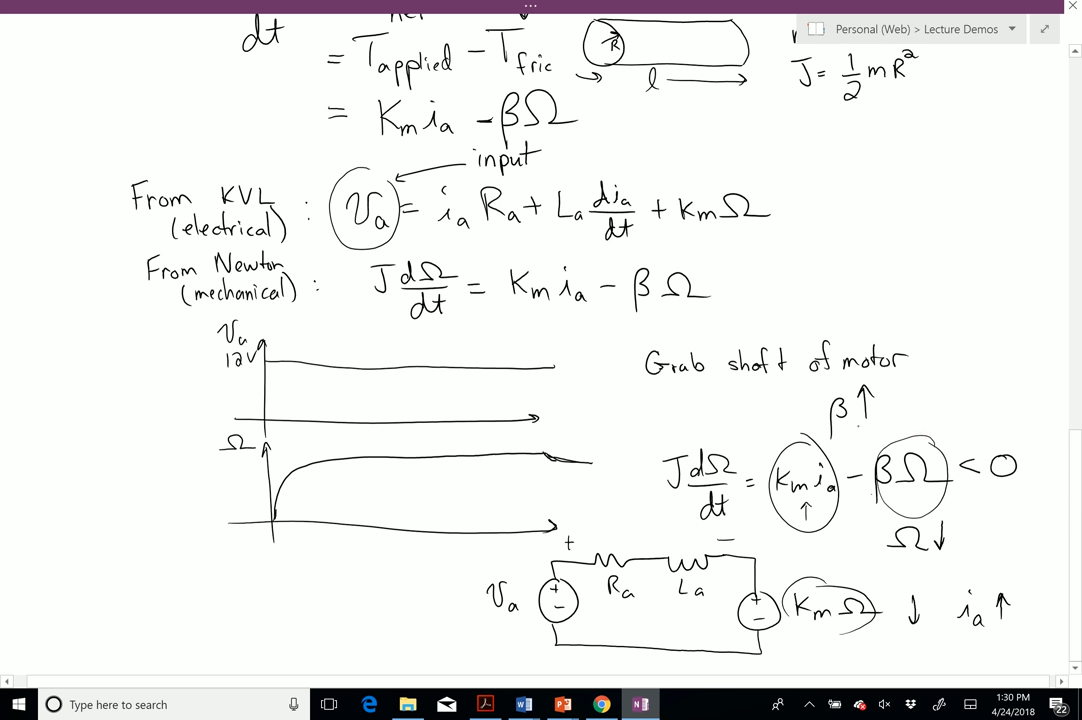 Personal (Web) > Lecture Demos
dt
= T applied - T fric
R
l
J = 1/2 m R²
= Km ia - βΩ
input
From KVL (electrical) : Va = ia Ra + La dia/dt + Km Ω
From Newton (mechanical) : J dΩ/dt = Km ia - βΩ
Va
12V
Grab shaft of motor
β ↑
Ω
J dΩ/dt = Km ia - βΩ < 0
↑
Ω ↓
+ -
Va + - Ra La + - KmΩ ↓ ia ↑
Type here to search
1:30 PM
4/24/2018
22